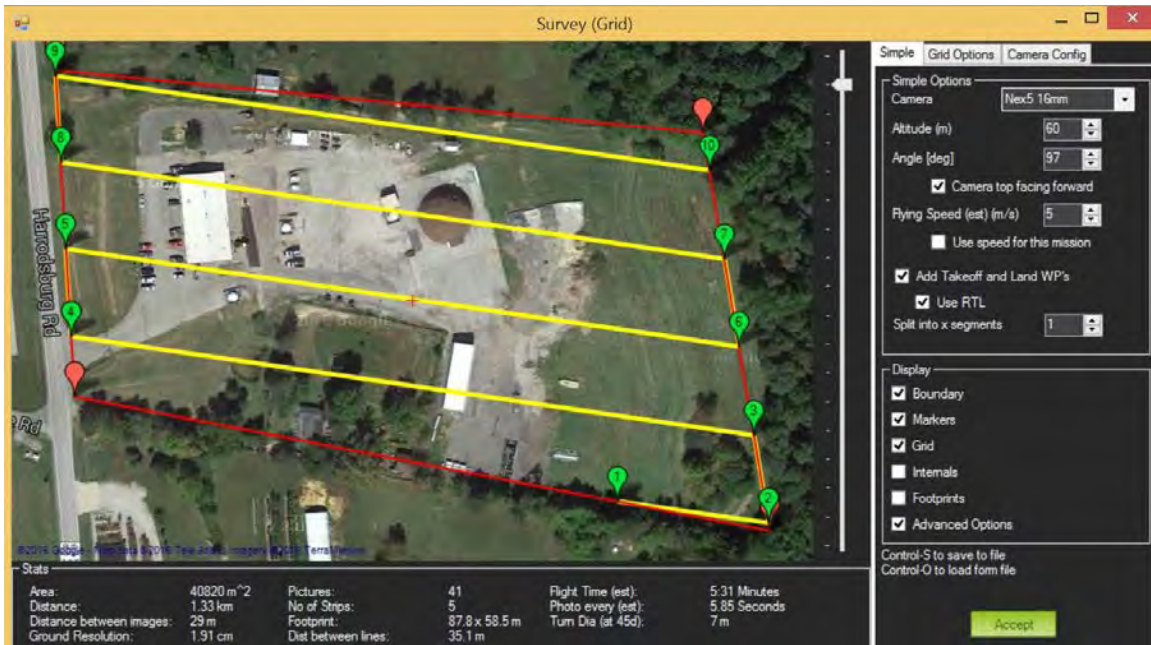 Survey (Grid)
9
8
5
4
10
7
6
3
1
2
Harrodsburg Rd
Rd
Simple Grid Options Camera Config
Simple Options
Camera Nex5 16mm
Altitude (m) 60
Angle [deg] 97
Camera top facing forward
Flying Speed (est) (m/s) 5
Use speed for this mission
Add Takeoff and Land WP's
Use RTL
Split into x segments 1
Display
Boundary
Markers
Grid
Internals
Footprints
Advanced Options
Control-S to save to file
Control-O to load form file
Accept
Stats
Area: 40820 m^2 Pictures: 41 Flight Time (est): 5:31 Minutes
Distance: 1.33 km No of Strips: 5 Photo every (est): 5.85 Seconds
Distance between images: 29 m Footprint: 87.8 x 58.5 m Turn Dia (at 45d): 7 m
Ground Resolution: 1.91 cm Dist between lines: 35.1 m